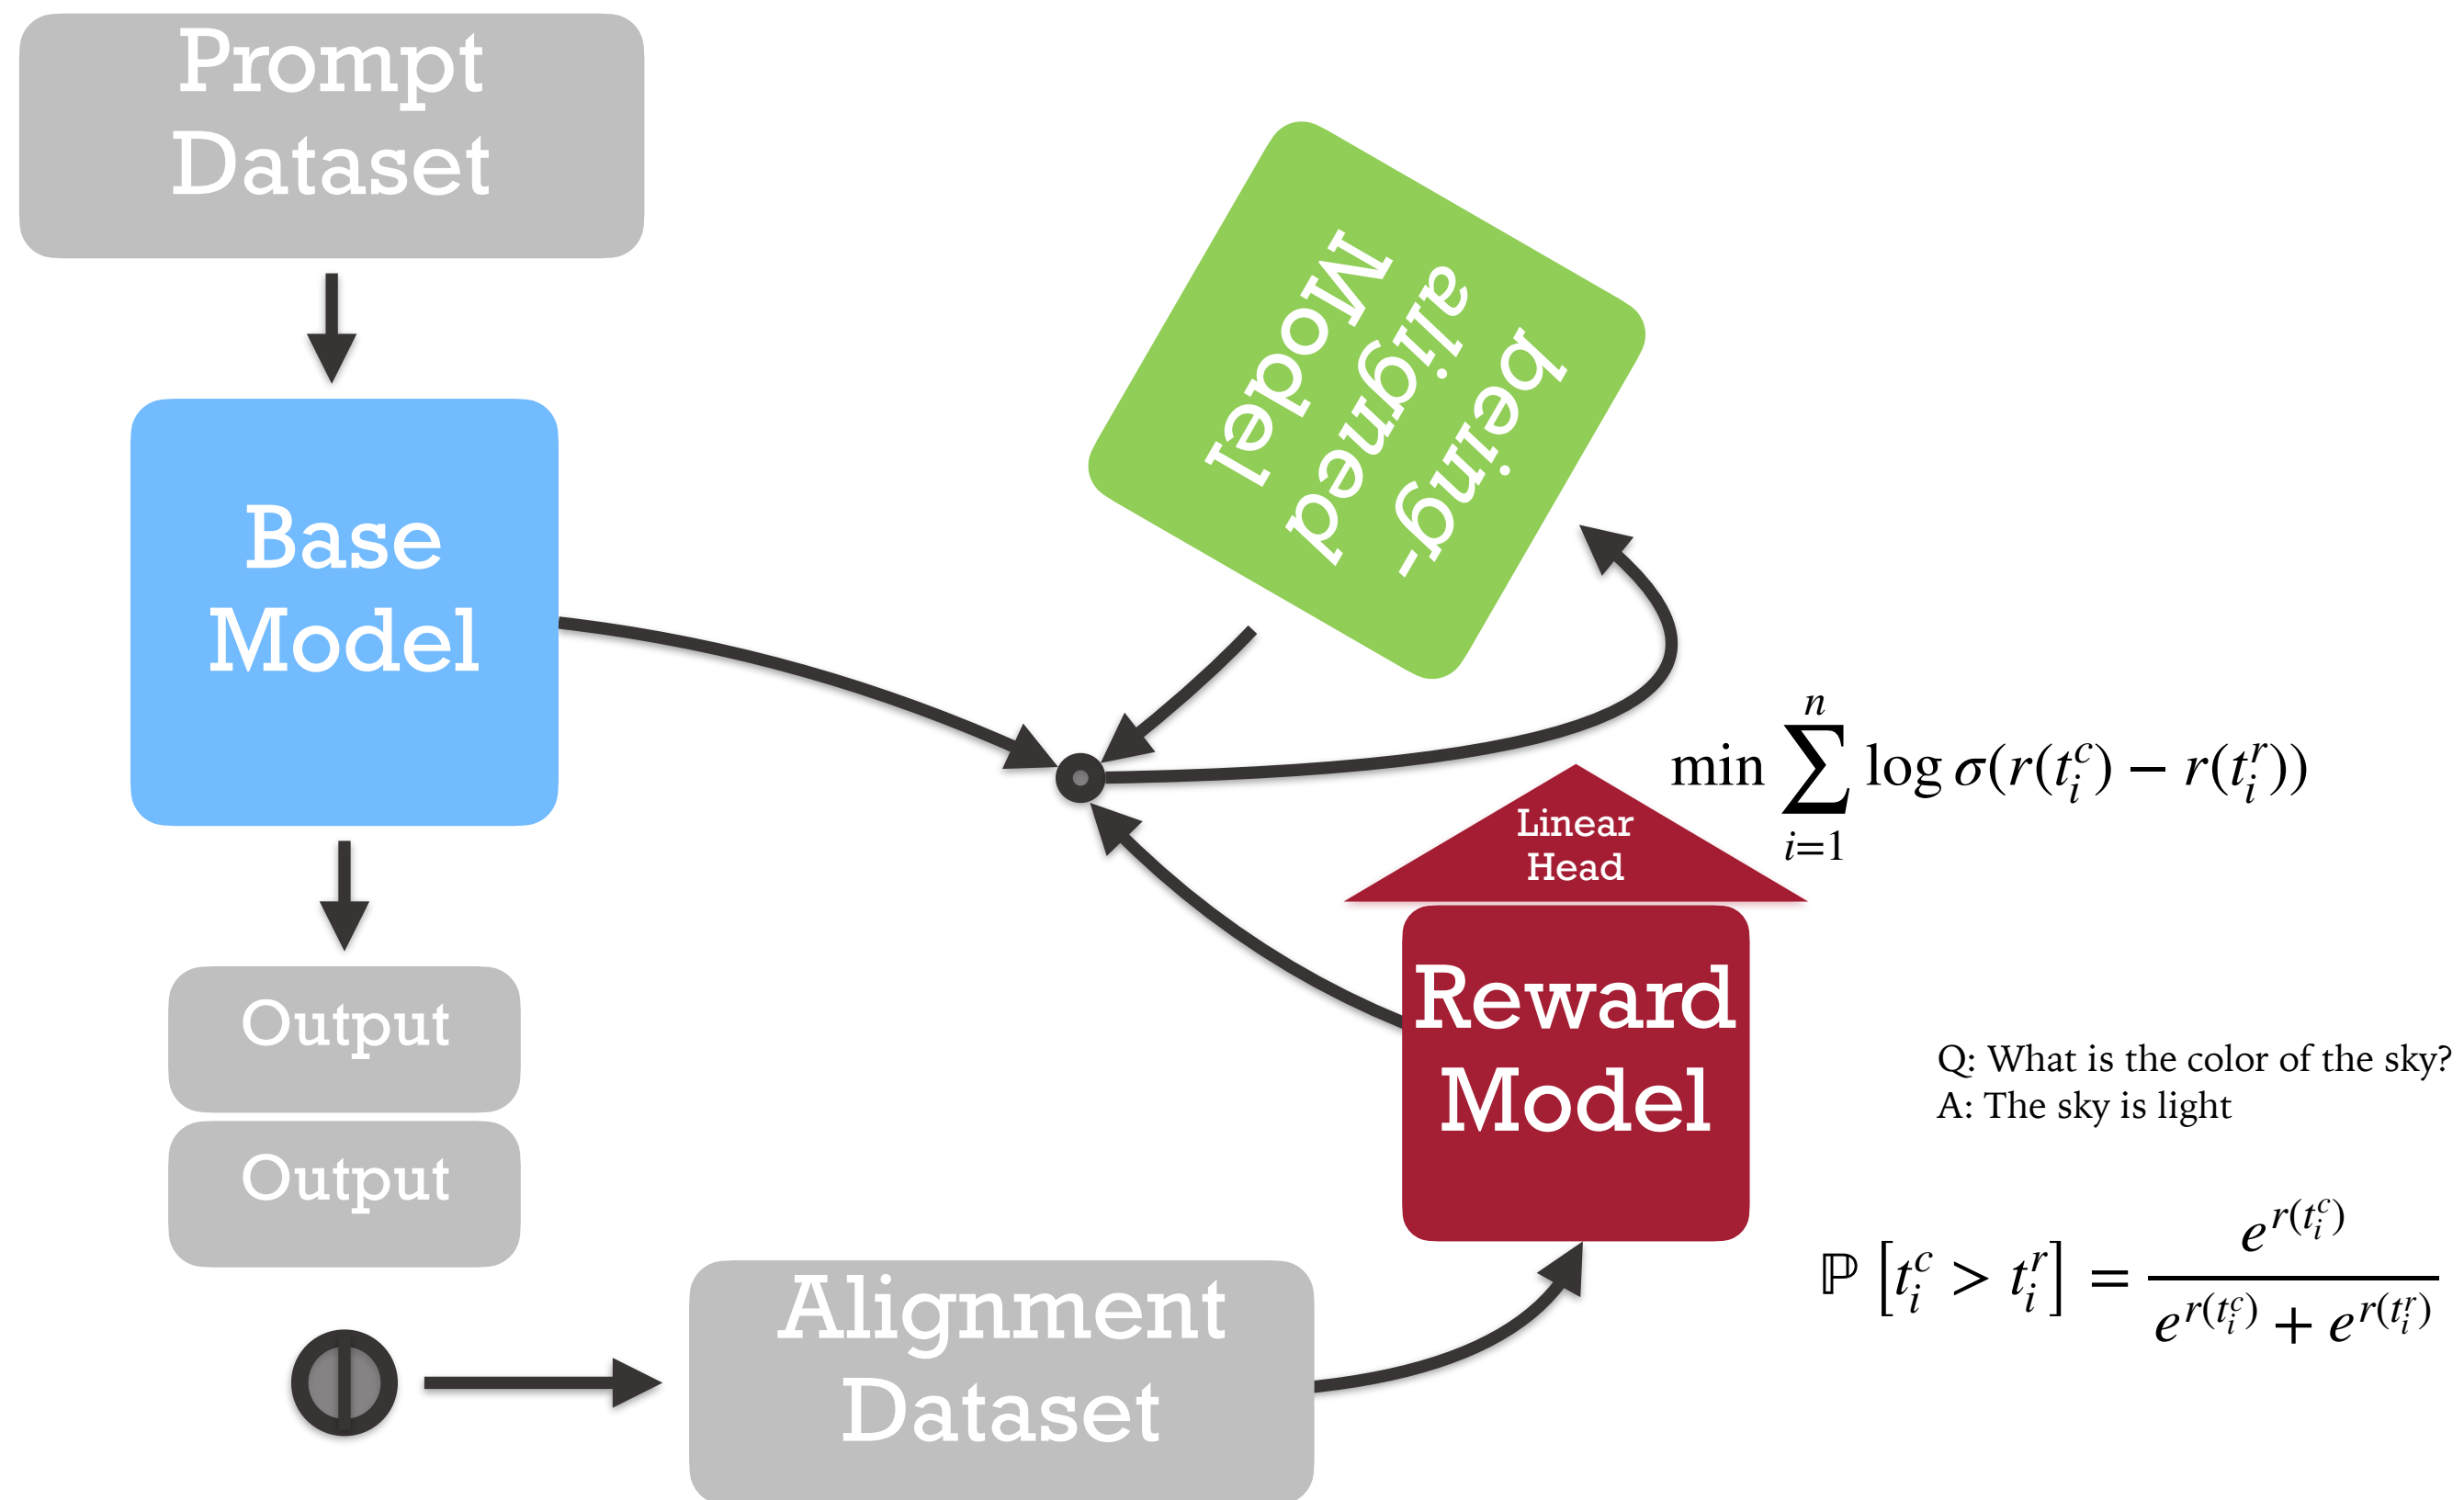 Prompt
Dataset
Base
Model
Output
Output
Alignment
Dataset
Model
aligned
being-
Linear
Head
Reward
Model
min ∑_{i=1}^{n} log σ(r(t_i^c) − r(t_i^r))
Q: What is the color of the sky?
A: The sky is light
ℙ [t_i^c > t_i^r] = e^{r(t_i^c)} / (e^{r(t_i^c)} + e^{r(t_i^r)})